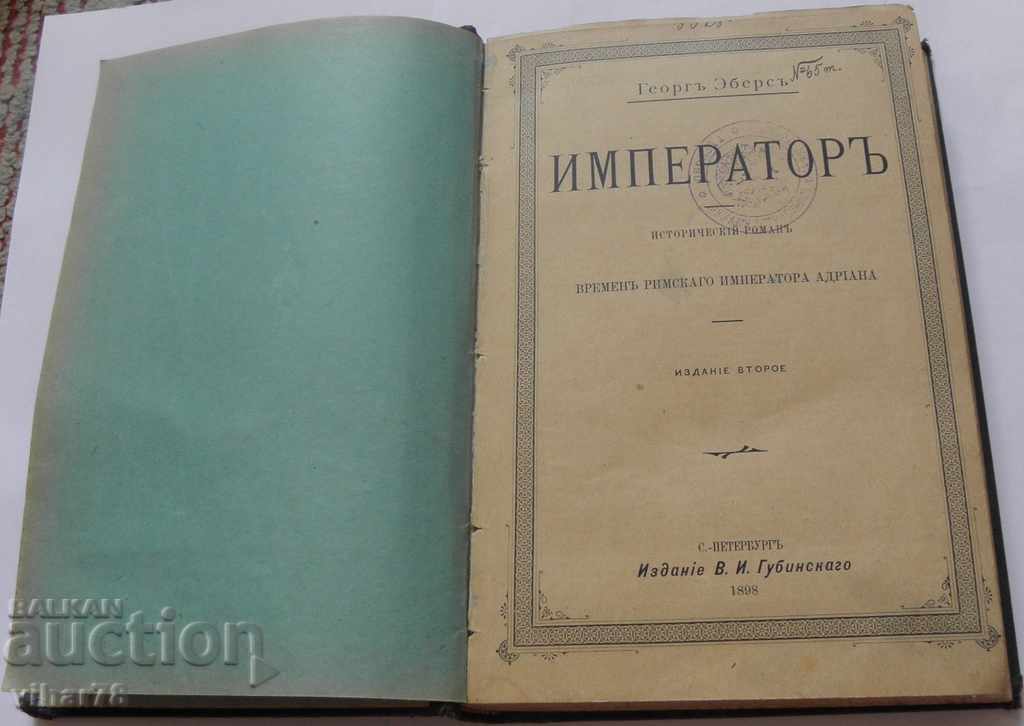 Георгъ Эберсъ
№65т.
ИМПЕРАТОРЪ
ИСТОРИЧЕСКІЙ РОМАНЪ
ВРЕМЕНЪ РИМСКАГО ИМПЕРАТОРА АДРІАНА
ИЗДАНІЕ ВТОРОЕ
С.-ПЕТЕРБУРГЪ
Изданіе В. И. Губинскаго
1898
BALKAN
auction
vihar78